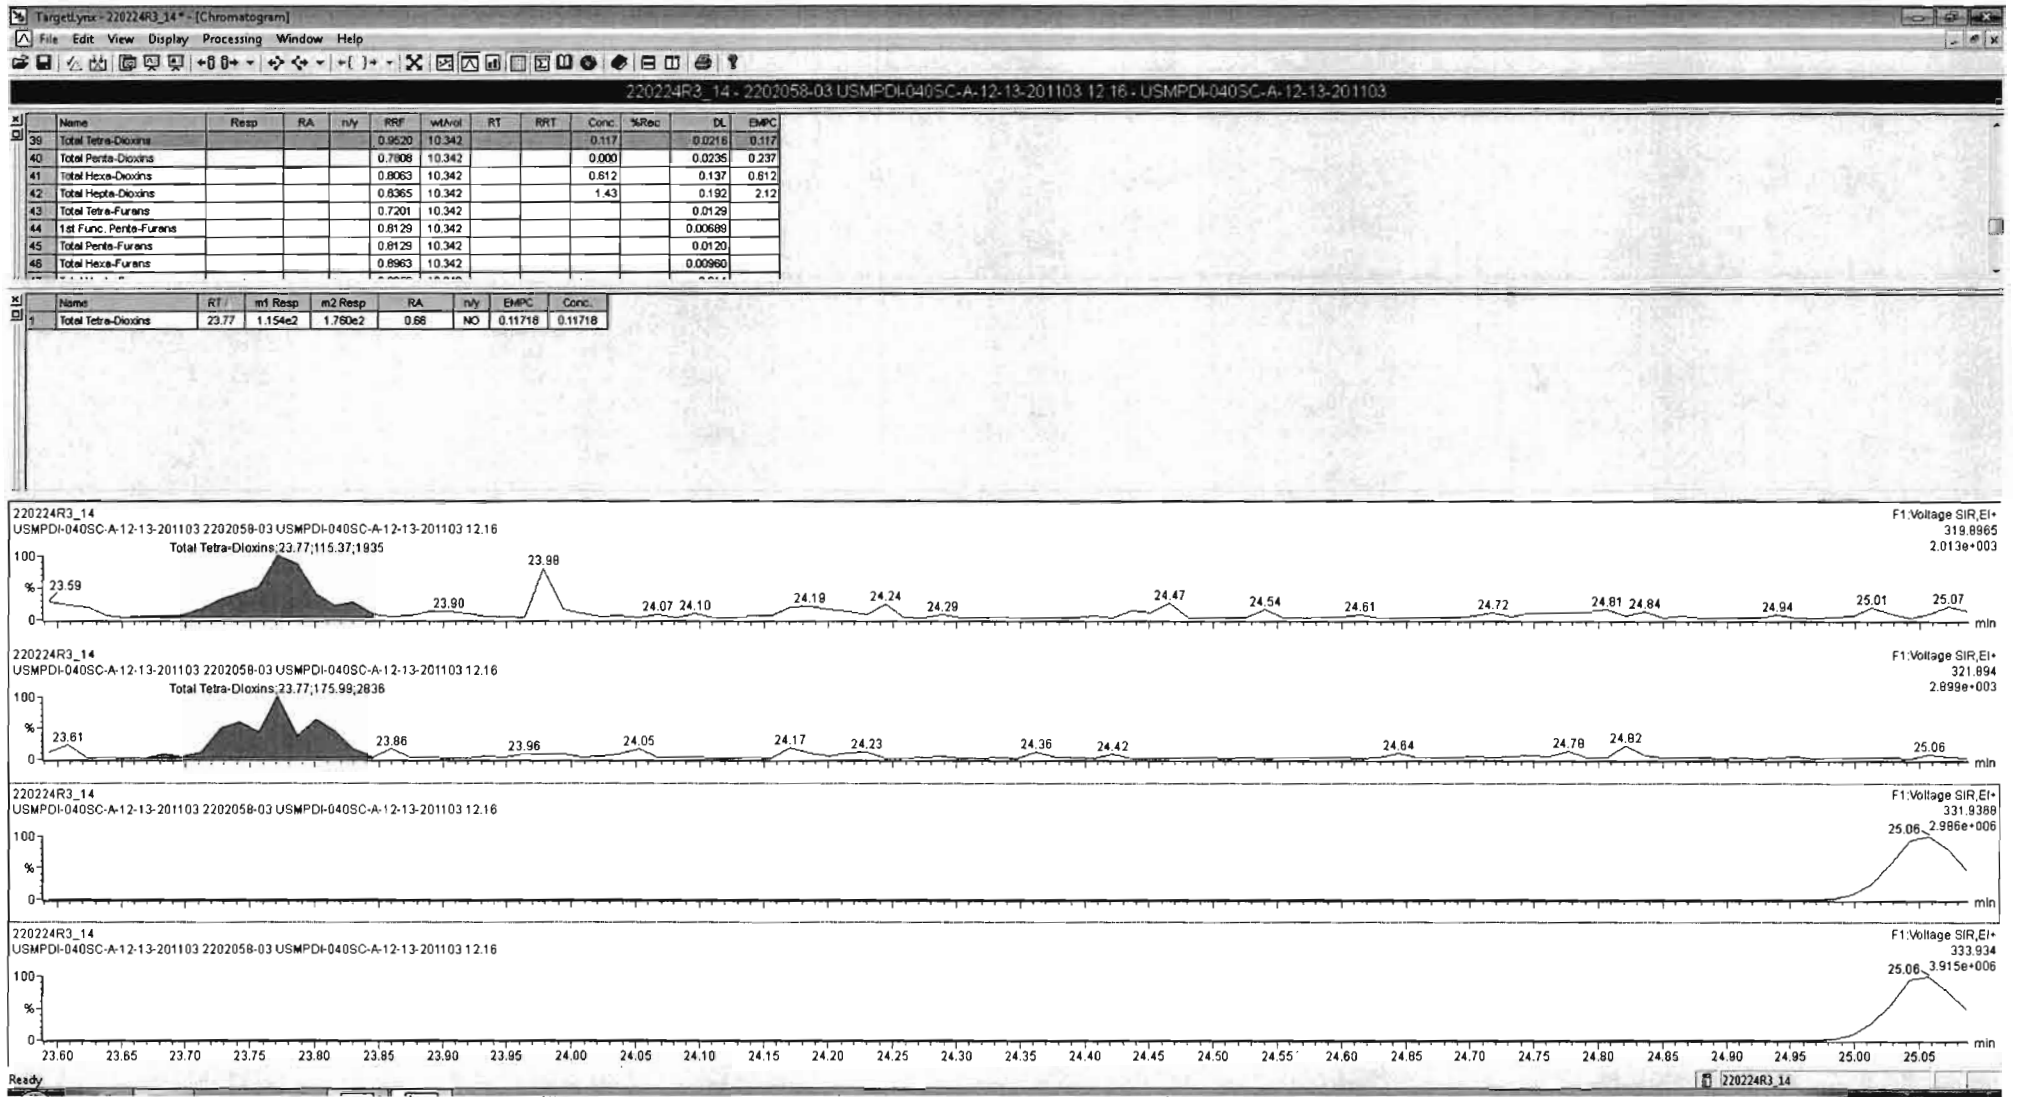 TargetLynx - 220224R3_14 * - [Chromatogram]
File Edit View Display Processing Window Help
220224R3_14 - 2202058-03 USMPDI-040SC-A-12-13-201103 12.16 - USMPDI-040SC-A-12-13-201103
Name Resp RA n/y RRF wt/vol RT RRT Conc. %Rec DL EMPC
39 Total Tetra-Dioxins 0.9520 10.342 0.117 0.0216 0.117
40 Total Penta-Dioxins 0.7808 10.342 0.000 0.0235 0.237
41 Total Hexa-Dioxins 0.8063 10.342 0.612 0.137 0.612
42 Total Hepta-Dioxins 0.8365 10.342 1.43 0.192 2.12
43 Total Tetra-Furans 0.7201 10.342 0.0129
44 1st Func. Penta-Furans 0.8129 10.342 0.00689
45 Total Penta-Furans 0.8129 10.342 0.0120
46 Total Hexa-Furans 0.8963 10.342 0.00960
Name RT / m1 Resp m2 Resp RA n/y EMPC Conc.
1 Total Tetra-Dioxins 23.77 1.154e2 1.760e2 0.66 NO 0.11718 0.11718
220224R3_14
USMPDI-040SC-A-12-13-201103 2202058-03 USMPDI-040SC-A-12-13-201103 12.16
F1:Voltage SIR,EI+
319.8965
2.013e+003
Total Tetra-Dioxins;23.77;115.37;1935
100
%
0
23.59 23.90 23.98 24.07 24.10 24.19 24.24 24.29 24.47 24.54 24.61 24.72 24.81 24.84 24.94 25.01 25.07
min
220224R3_14
USMPDI-040SC-A-12-13-201103 2202058-03 USMPDI-040SC-A-12-13-201103 12.16
F1:Voltage SIR,EI+
321.894
2.899e+003
Total Tetra-Dioxins;23.77;175.99;2836
100
%
0
23.61 23.86 23.96 24.05 24.17 24.23 24.36 24.42 24.64 24.78 24.82 25.06
min
220224R3_14
USMPDI-040SC-A-12-13-201103 2202058-03 USMPDI-040SC-A-12-13-201103 12.16
F1:Voltage SIR,EI+
331.9368
2.986e+006
25.06
100
%
0
min
220224R3_14
USMPDI-040SC-A-12-13-201103 2202058-03 USMPDI-040SC-A-12-13-201103 12.16
F1:Voltage SIR,EI+
333.934
3.915e+006
25.06
100
%
0
min
23.60 23.65 23.70 23.75 23.80 23.85 23.90 23.95 24.00 24.05 24.10 24.15 24.20 24.25 24.30 24.35 24.40 24.45 24.50 24.55 24.60 24.65 24.70 24.75 24.80 24.85 24.90 24.95 25.00 25.05
Ready
220224R3_14